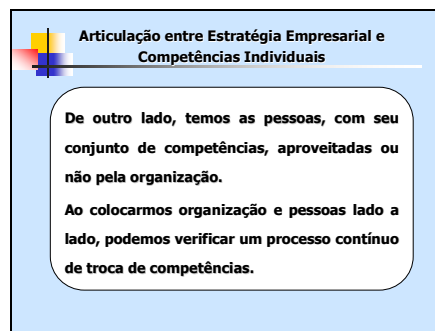 Articulação entre Estratégia Empresarial e
Competências Individuais
De outro lado, temos as pessoas, com seu
conjunto de competências, aproveitadas ou
não pela organização.
Ao colocarmos organização e pessoas lado a
lado, podemos verificar um processo contínuo
de troca de competências.